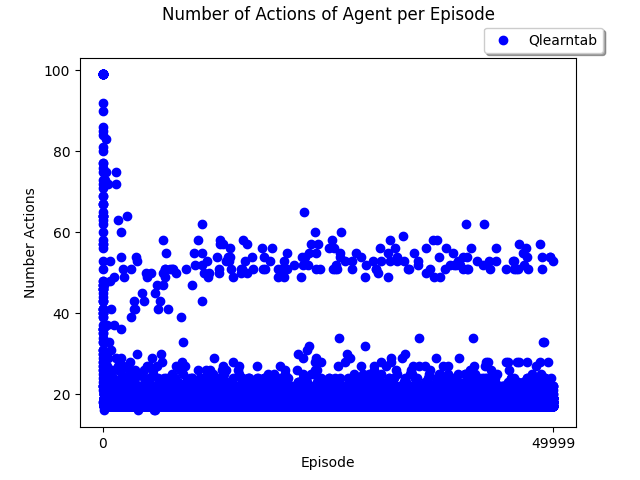 Number of Actions of Agent per Episode
Qlearntab
100
80
60
40
20
Number Actions
0
49999
Episode